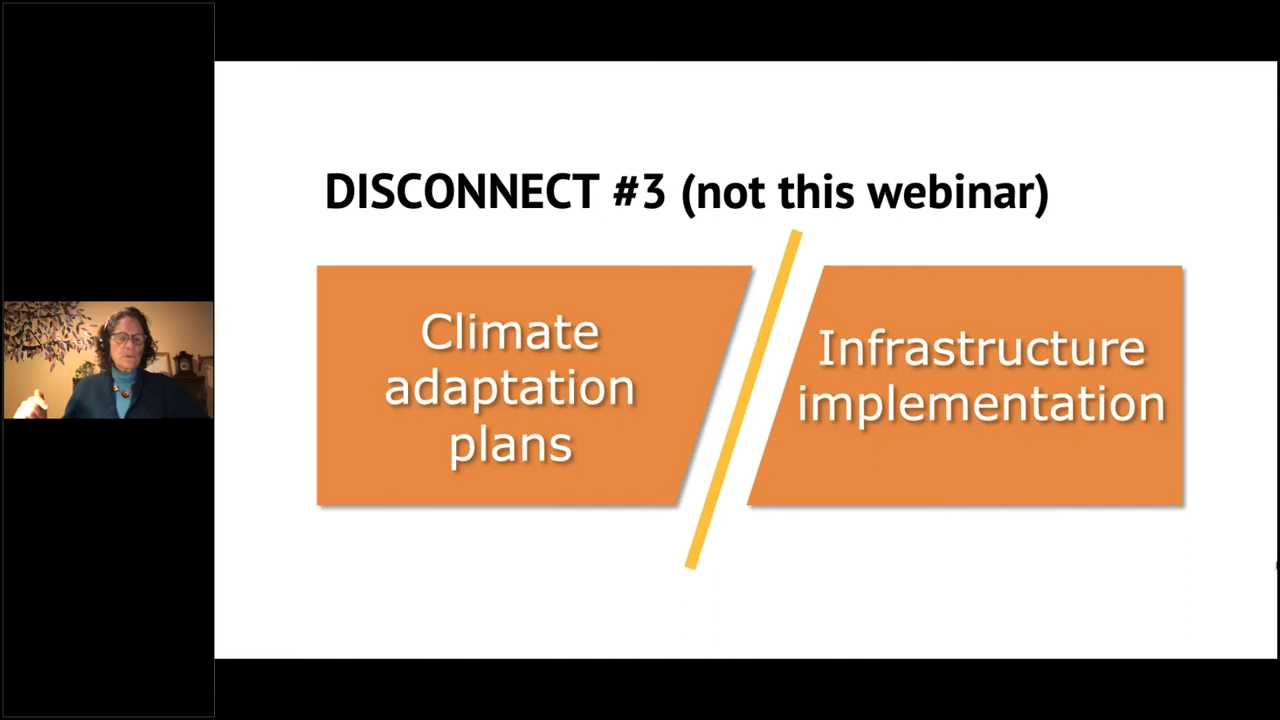 DISCONNECT #3 (not this webinar)
Climate
adaptation
plans
Infrastructure
implementation